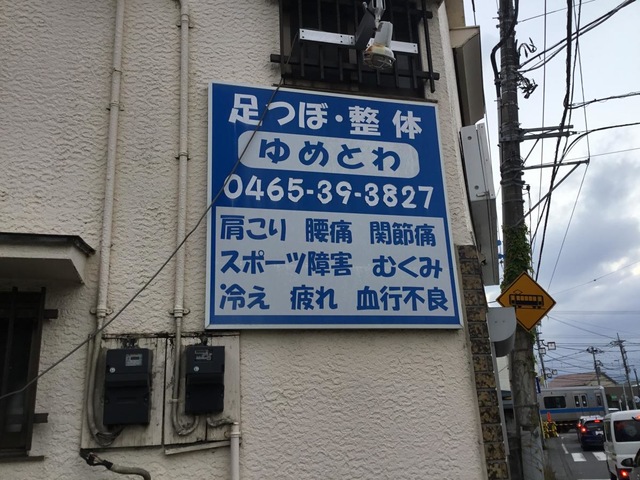 足つぼ・整体
ゆめとわ
0465-39-3827
肩こり 腰痛 関節痛
スポーツ障害 むくみ
冷え 疲れ 血行不良